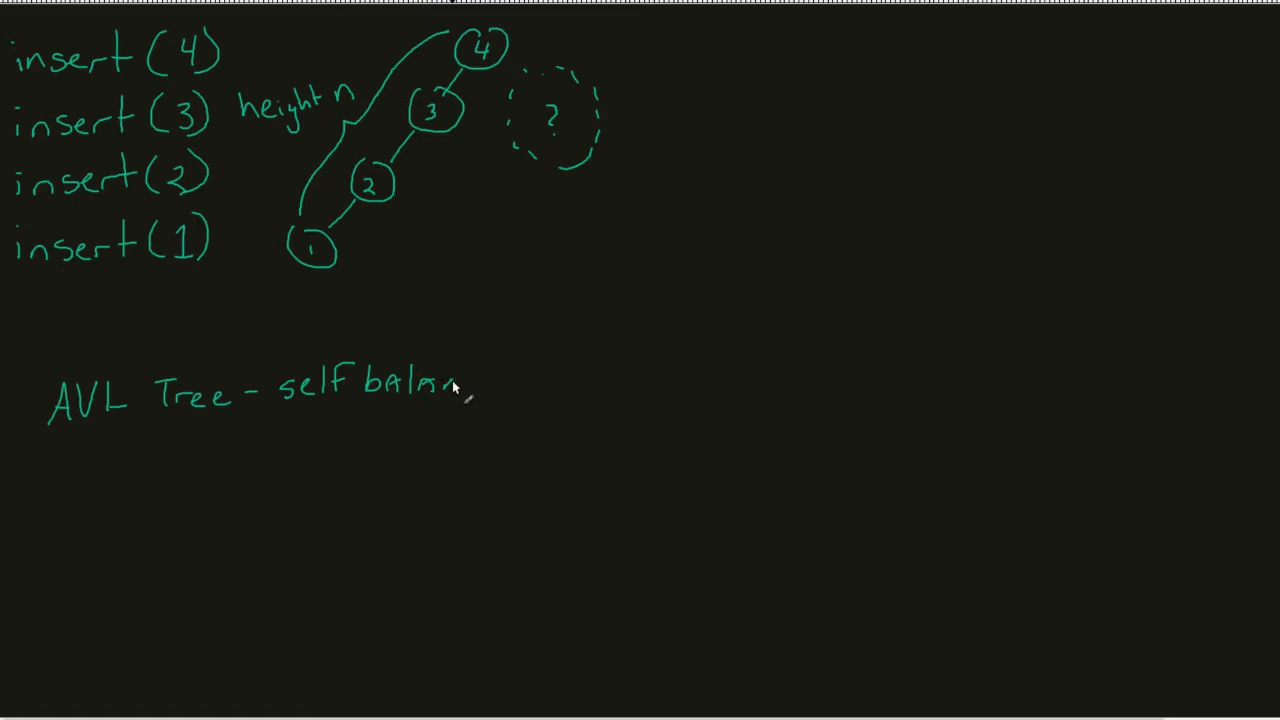 insert (4)
insert (3)
insert (2)
insert (1)
height n
4
3
?
2
1
AVL Tree - self balan